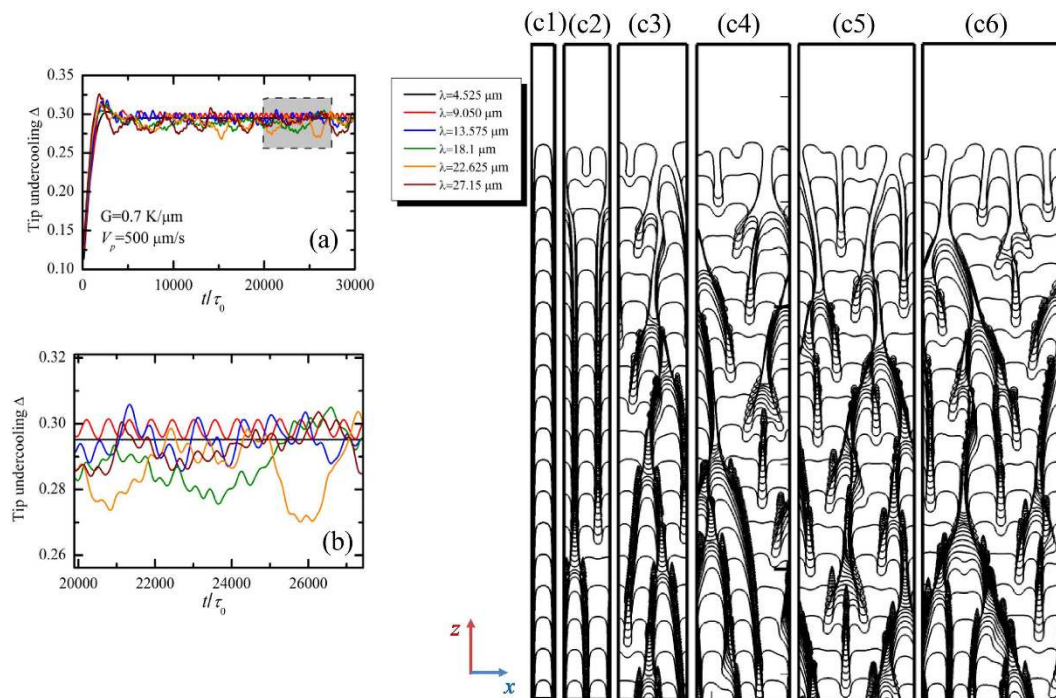 (c1)
(c2)
(c3)
(c4)
(c5)
(c6)
0.35
0.30
0.25
0.20
0.15
0.10
Tip undercooling Δ
G=0.7 K/μm
V_p=500 μm/s
(a)
0
10000
20000
30000
t/τ₀
λ=4.525 μm
λ=9.050 μm
λ=13.575 μm
λ=18.1 μm
λ=22.625 μm
λ=27.15 μm
0.32
0.30
0.28
0.26
Tip undercooling Δ
(b)
20000
22000
24000
26000
t/τ₀
z
x